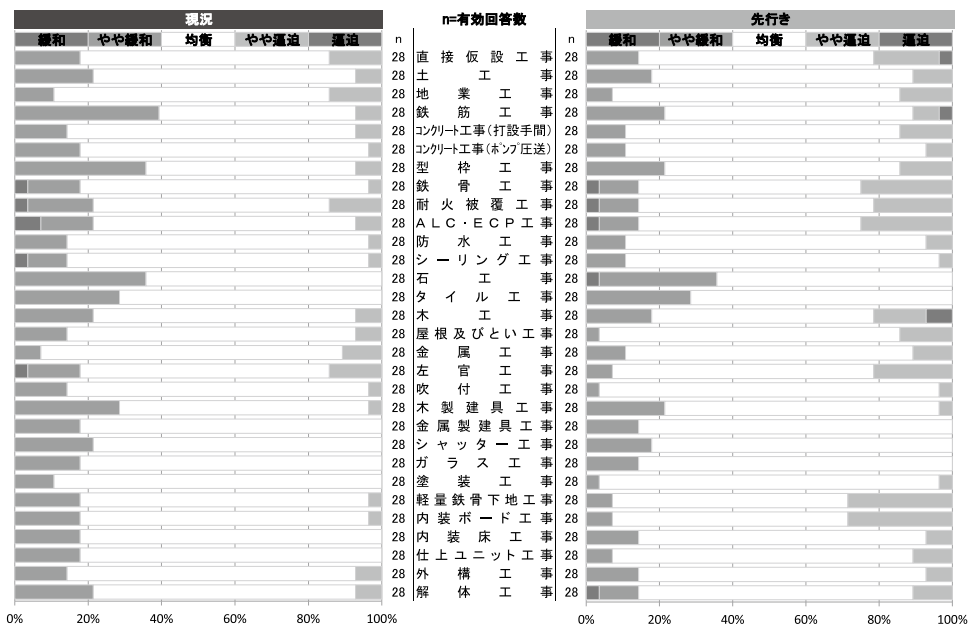 現況 n=有効回答数 先行き
緩和 やや緩和 均衡 やや逼迫 逼迫 n n 緩和 やや緩和 均衡 やや逼迫 逼迫
28 直接仮設工事 28
28 土工事 28
28 地業工事 28
28 鉄筋工事 28
28 コンクリート工事(打設手間) 28
28 コンクリート工事(ポンプ圧送) 28
28 型枠工事 28
28 鉄骨工事 28
28 耐火被覆工事 28
28 ALC・ECP工事 28
28 防水工事 28
28 シーリング工事 28
28 石工事 28
28 タイル工事 28
28 木工事 28
28 屋根及びとい工事 28
28 金属工事 28
28 左官工事 28
28 吹付工事 28
28 木製建具工事 28
28 金属製建具工事 28
28 シャッター工事 28
28 ガラス工事 28
28 塗装工事 28
28 軽量鉄骨下地工事 28
28 内装ボード工事 28
28 内装床工事 28
28 仕上ユニット工事 28
28 外構工事 28
28 解体工事 28
0% 20% 40% 60% 80% 100% 0% 20% 40% 60% 80% 100%